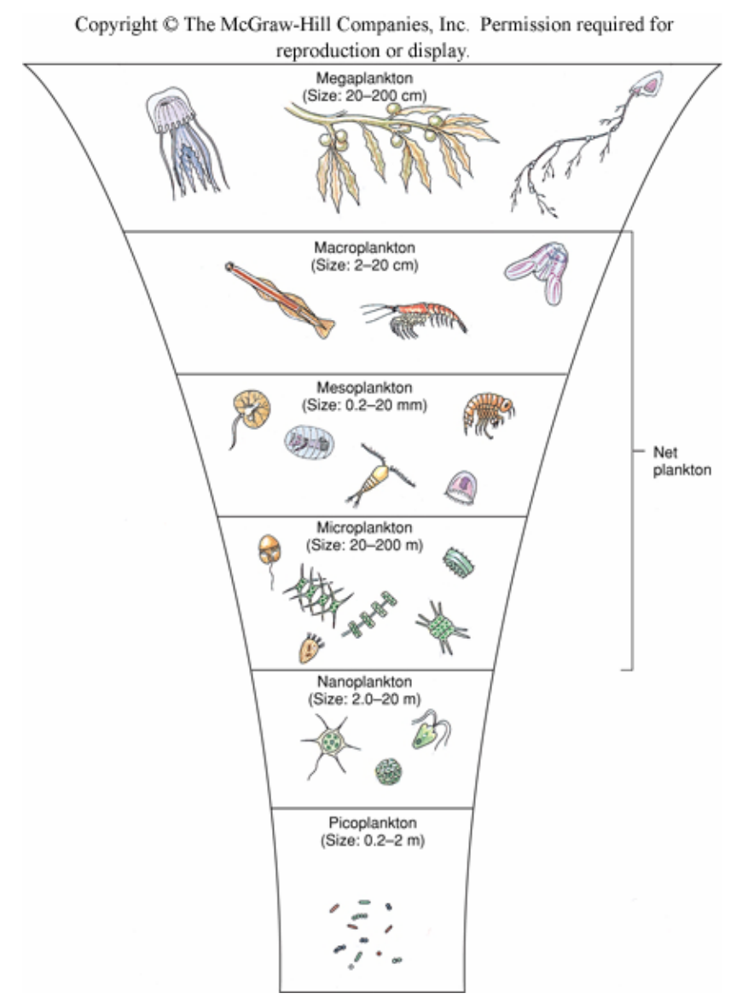 Copyright © The McGraw-Hill Companies, Inc.  Permission required for
reproduction or display.
Megaplankton
(Size: 20–200 cm)
Macroplankton
(Size: 2–20 cm)
Mesoplankton
(Size: 0.2–20 mm)
Net
plankton
Microplankton
(Size: 20–200 m)
Nanoplankton
(Size: 2.0–20 m)
Picoplankton
(Size: 0.2–2 m)